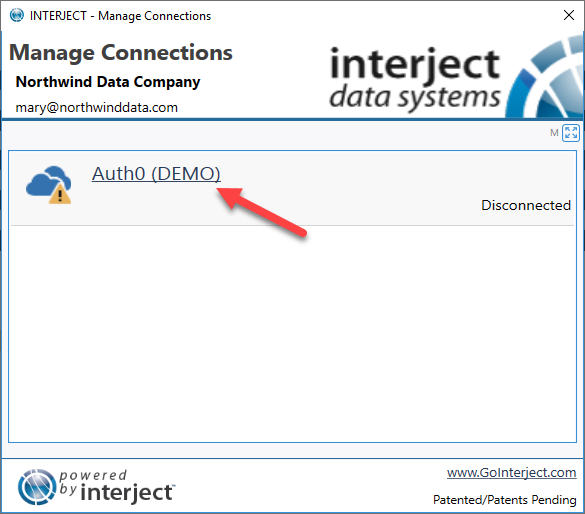 INTERJECT - Manage Connections
Manage Connections
Northwind Data Company
mary@northwinddata.com
interject
data systems
M
Auth0 (DEMO)
Disconnected
powered
by interject™
www.GoInterject.com
Patented/Patents Pending